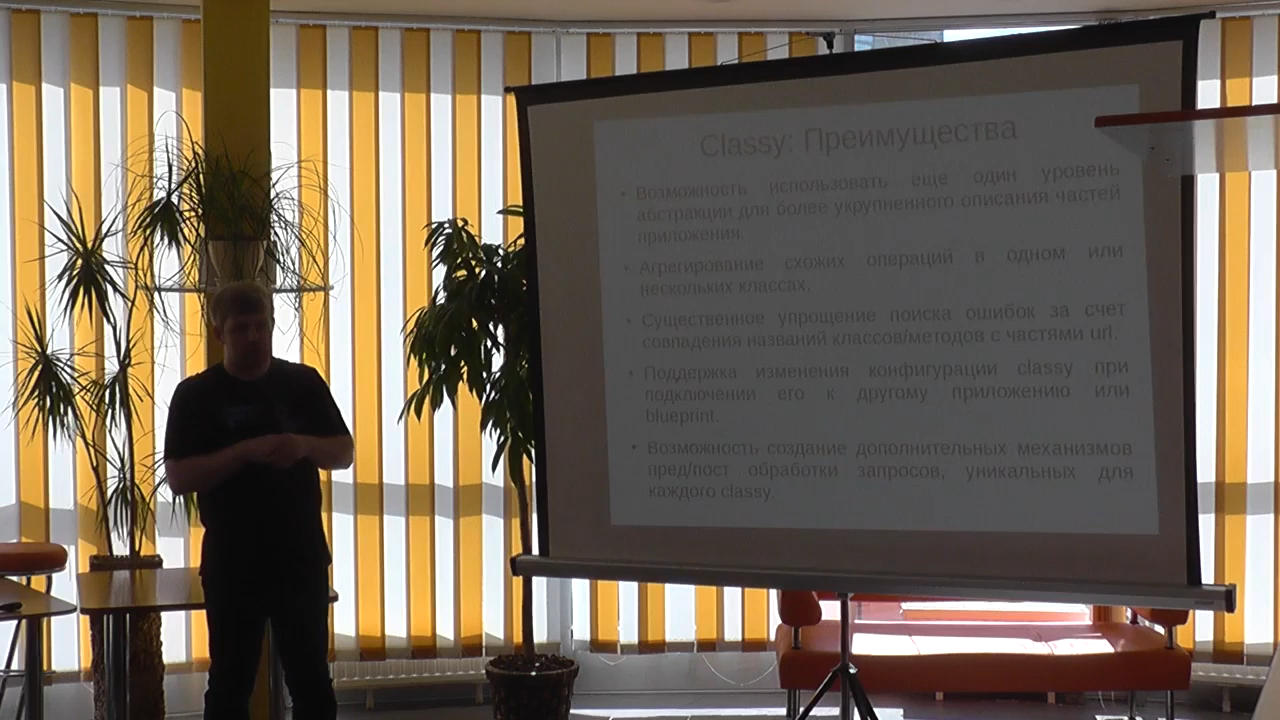 Classy: Преимущества
• Возможность использовать еще один уровень
абстракции для более укрупненного описания частей
приложения.
• Агрегирование схожих операций в одном или
нескольких классах.
• Существенное упрощение поиска ошибок за счет
совпадения названий классов/методов с частями url.
• Поддержка изменения конфигурации classy при
подключении его к другому приложению или
blueprint.
• Возможность создание дополнительных механизмов
пред/пост обработки запросов, уникальных для
каждого classy.